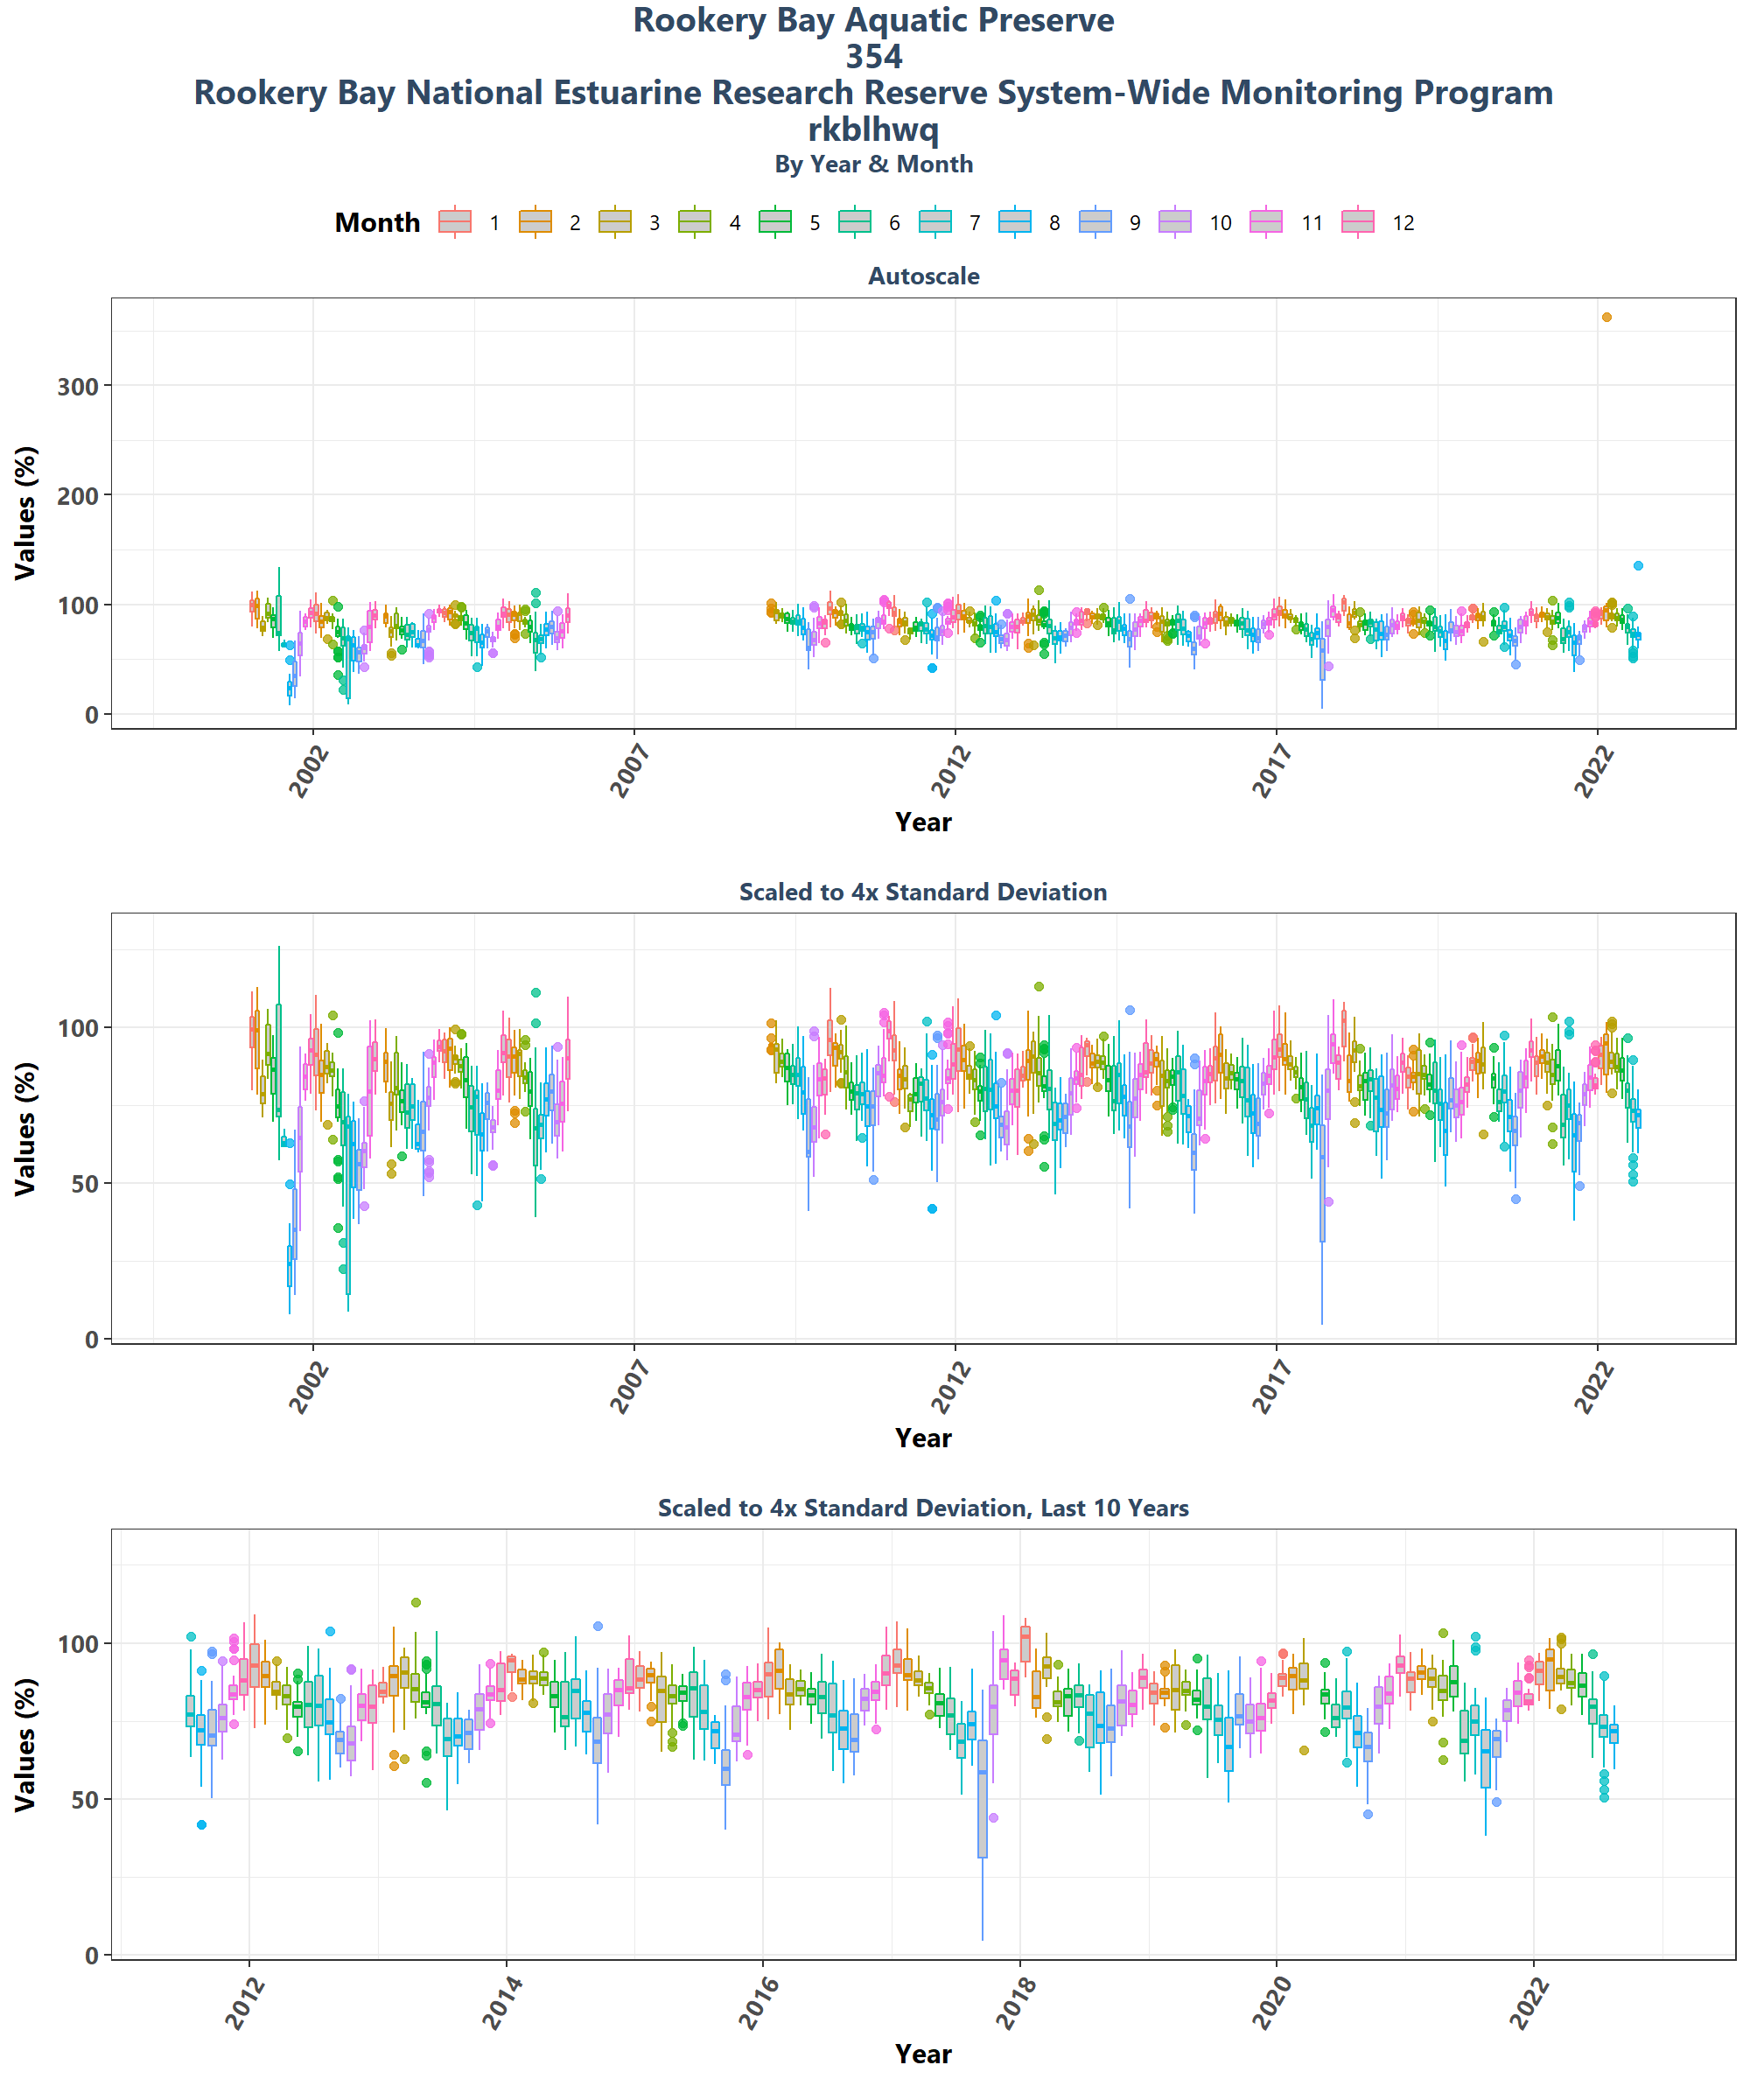 Rookery Bay Aquatic Preserve
354
Rookery Bay National Estuarine Research Reserve System-Wide Monitoring Program
rkblhwq
By Year & Month
Month 1 2 3 4 5 6 7 8 9 10 11 12
Autoscale
Values (%)
300
200
100
0
2002 2007 2012 2017 2022
Year
Scaled to 4x Standard Deviation
Values (%)
100
50
0
2002 2007 2012 2017 2022
Year
Scaled to 4x Standard Deviation, Last 10 Years
Values (%)
100
50
0
2012 2014 2016 2018 2020 2022
Year